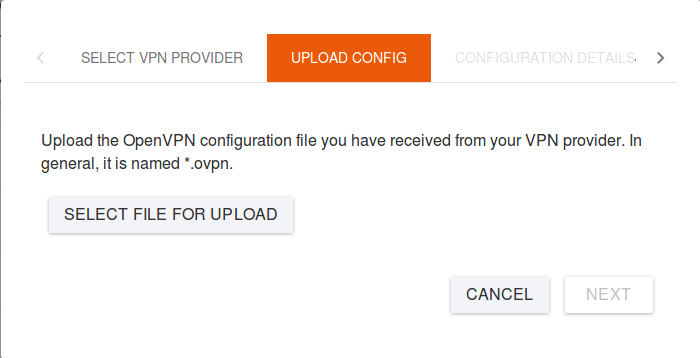 SELECT VPN PROVIDER UPLOAD CONFIG CONFIGURATION DETAILS
Upload the OpenVPN configuration file you have received from your VPN provider. In
general, it is named *.ovpn.
SELECT FILE FOR UPLOAD
CANCEL NEXT